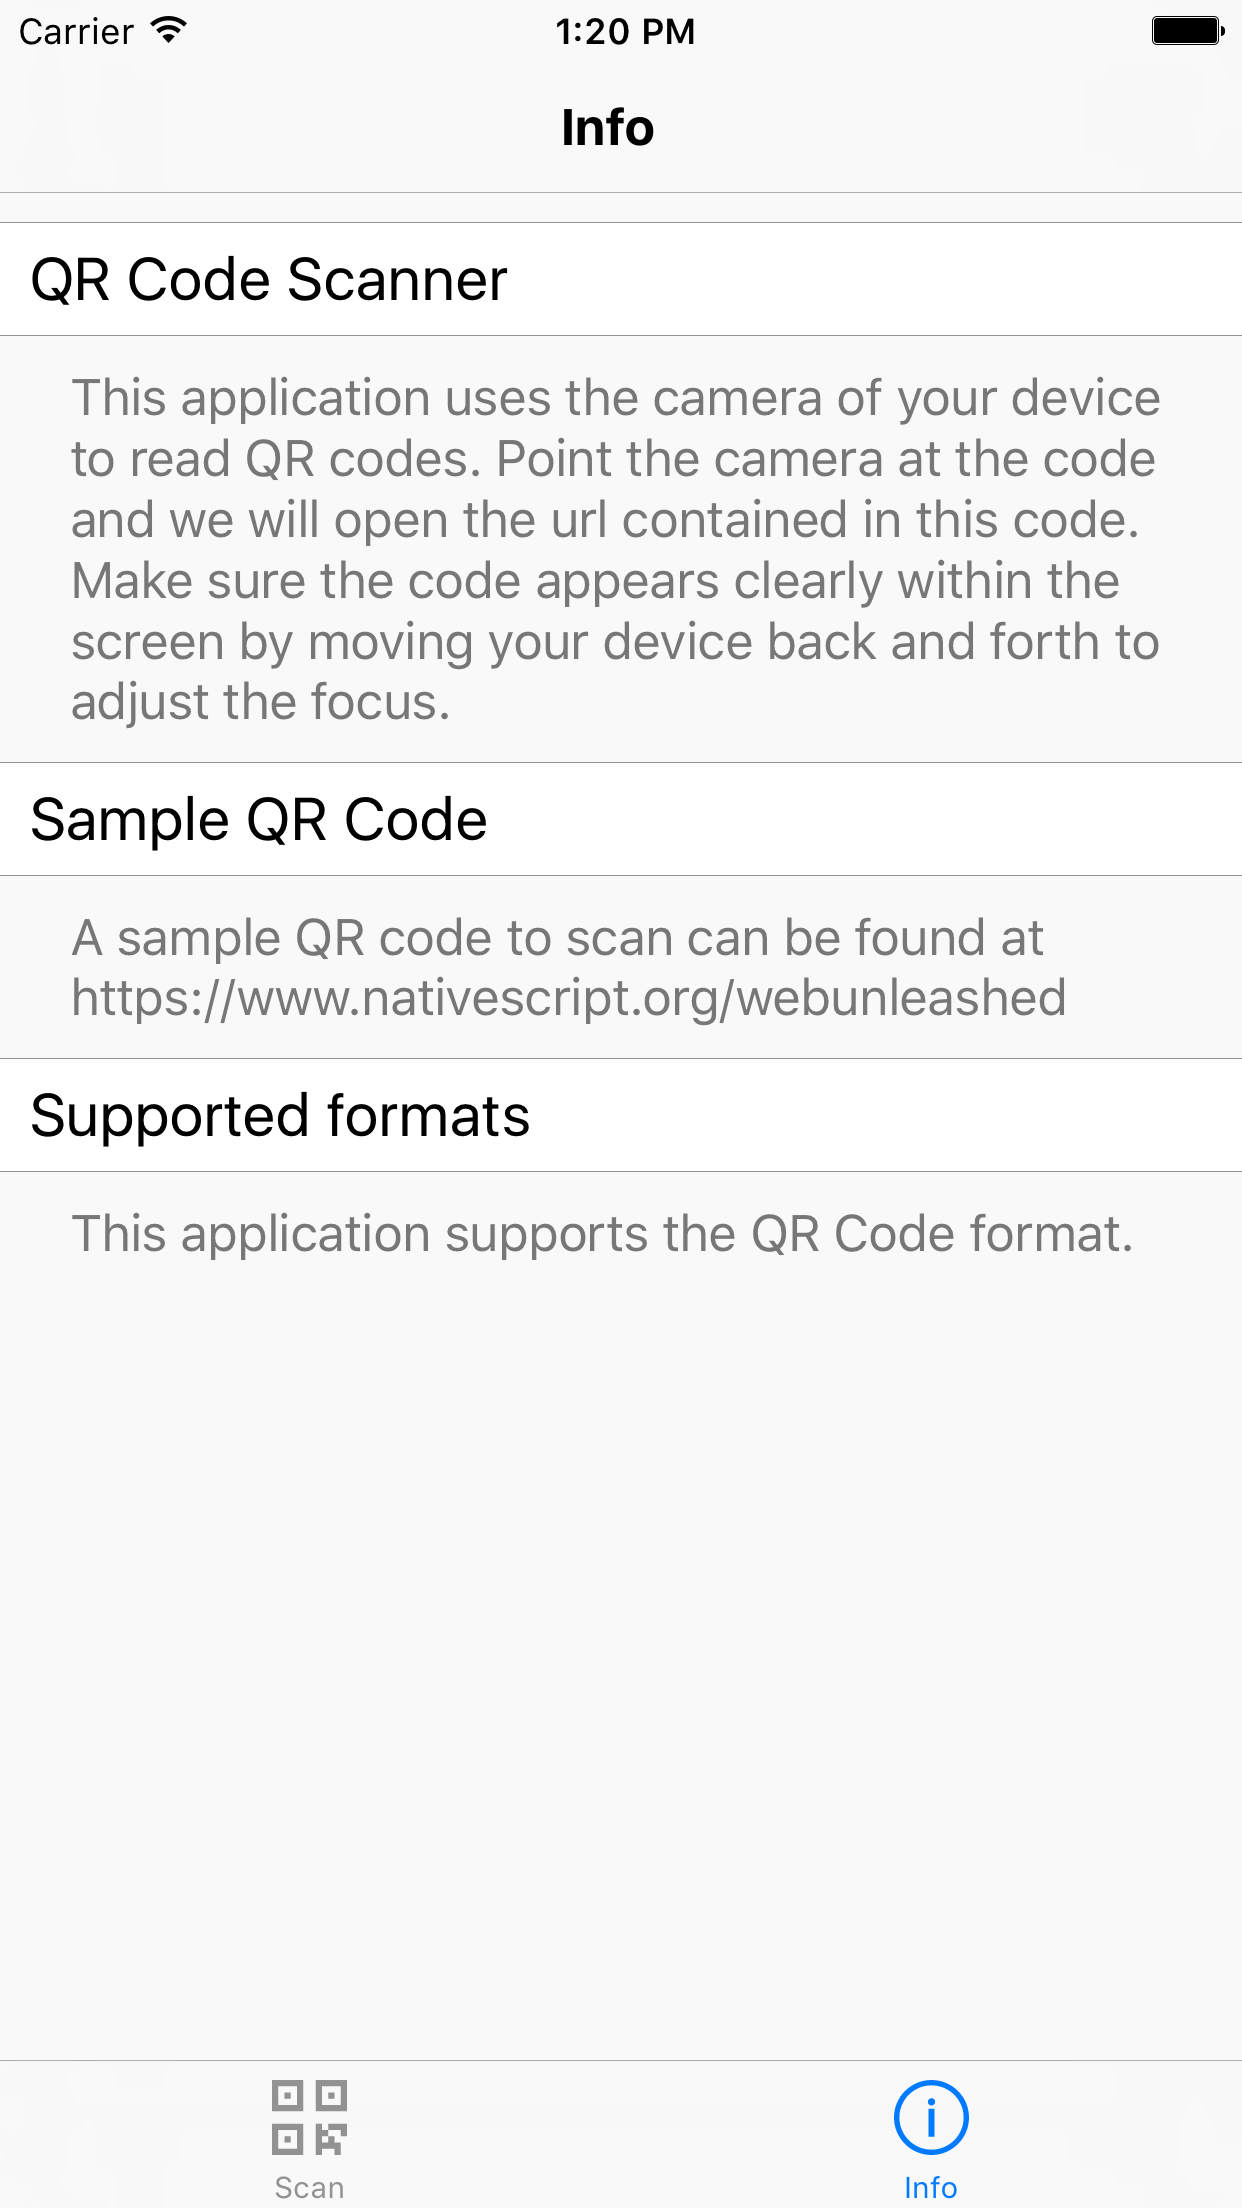 Carrier 1:20 PM
Info
QR Code Scanner
This application uses the camera of your device
to read QR codes. Point the camera at the code
and we will open the url contained in this code.
Make sure the code appears clearly within the
screen by moving your device back and forth to
adjust the focus.
Sample QR Code
A sample QR code to scan can be found at
https://www.nativescript.org/webunleashed
Supported formats
This application supports the QR Code format.
Scan Info